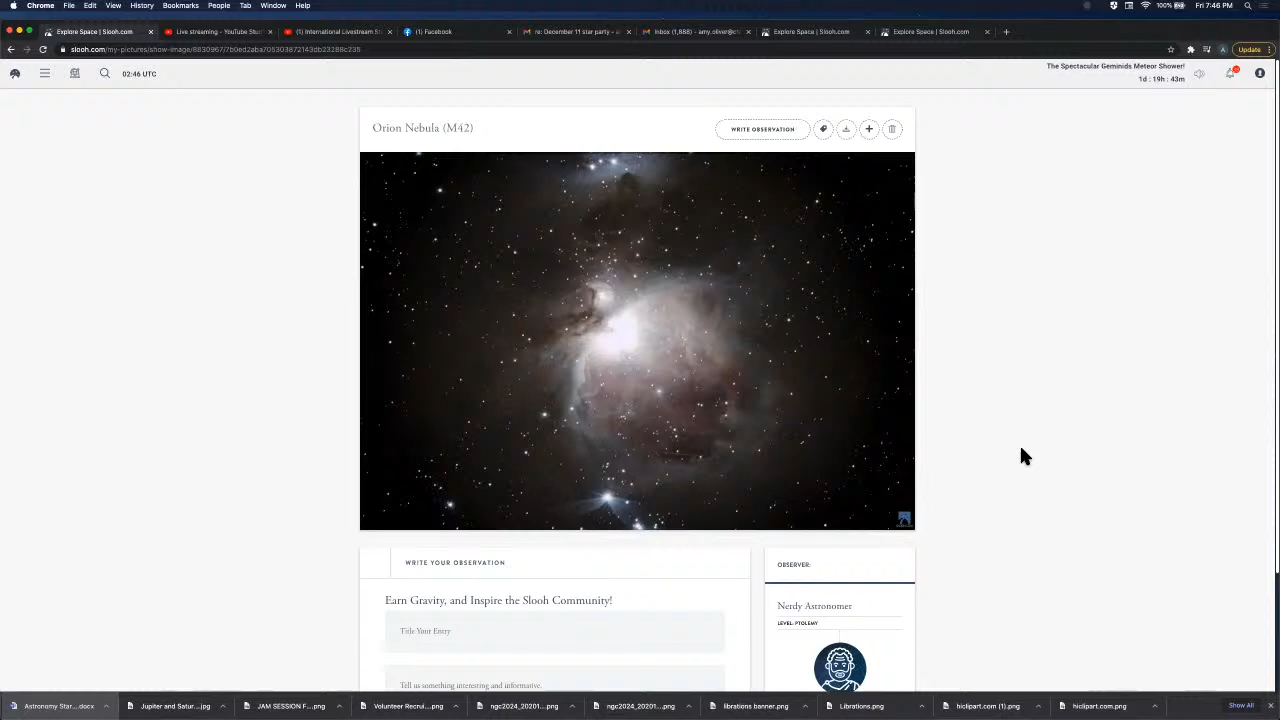 Chrome File Edit View History Bookmarks People Tab Window Help 100% Fri 7:46 PM
Explore Space | Slooh.com Live streaming - YouTube Stud (1) International Livestream St (1) Facebook re: December 11 star party - Inbox (1,888) - Explore Space | Slooh.com Explore Space | Slooh.com
slooh.com/my-pictures/show-image/ A Update
02:46 UTC
The Spectacular Geminids Meteor Shower!
1d : 19h : 43m
Orion Nebula (M42) WRITE OBSERVATION
WRITE YOUR OBSERVATION
Earn Gravity, and Inspire the Slooh Community!
Title Your Entry
Tell us something interesting and informative.
OBSERVER:
Nerdy Astronomer
LEVEL: PTOLEMY
Astronomy Star....docx Jupiter and Satur...jpg JAM SESSION F....png Volunteer Recrui....png ngc2024_20201....png ngc2024_20201....png librations banner.png Librations.png hiclipart.com (1).png hiclipart.com.png Show All